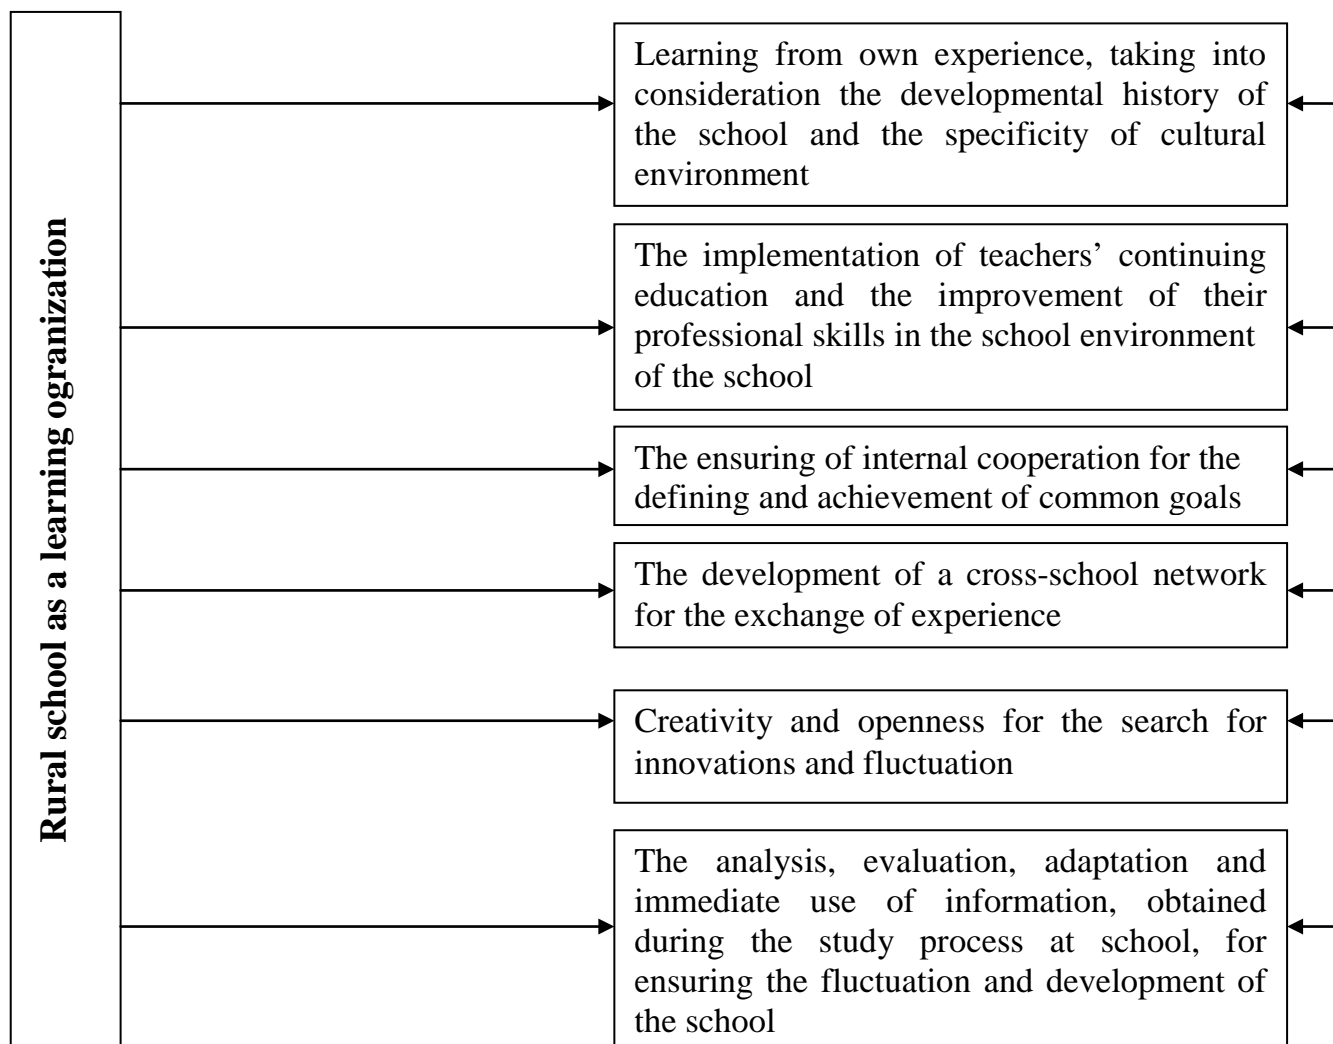 Rural school as a learning ogranization
Learning from own experience, taking into
consideration the developmental history of
the school and the specificity of cultural
environment
The implementation of teachers’ continuing
education and the improvement of their
professional skills in the school environment
of the school
The ensuring of internal cooperation for the
defining and achievement of common goals
The development of a cross-school network
for the exchange of experience
Creativity and openness for the search for
innovations and fluctuation
The analysis, evaluation, adaptation and
immediate use of information, obtained
during the study process at school, for
ensuring the fluctuation and development of
the school